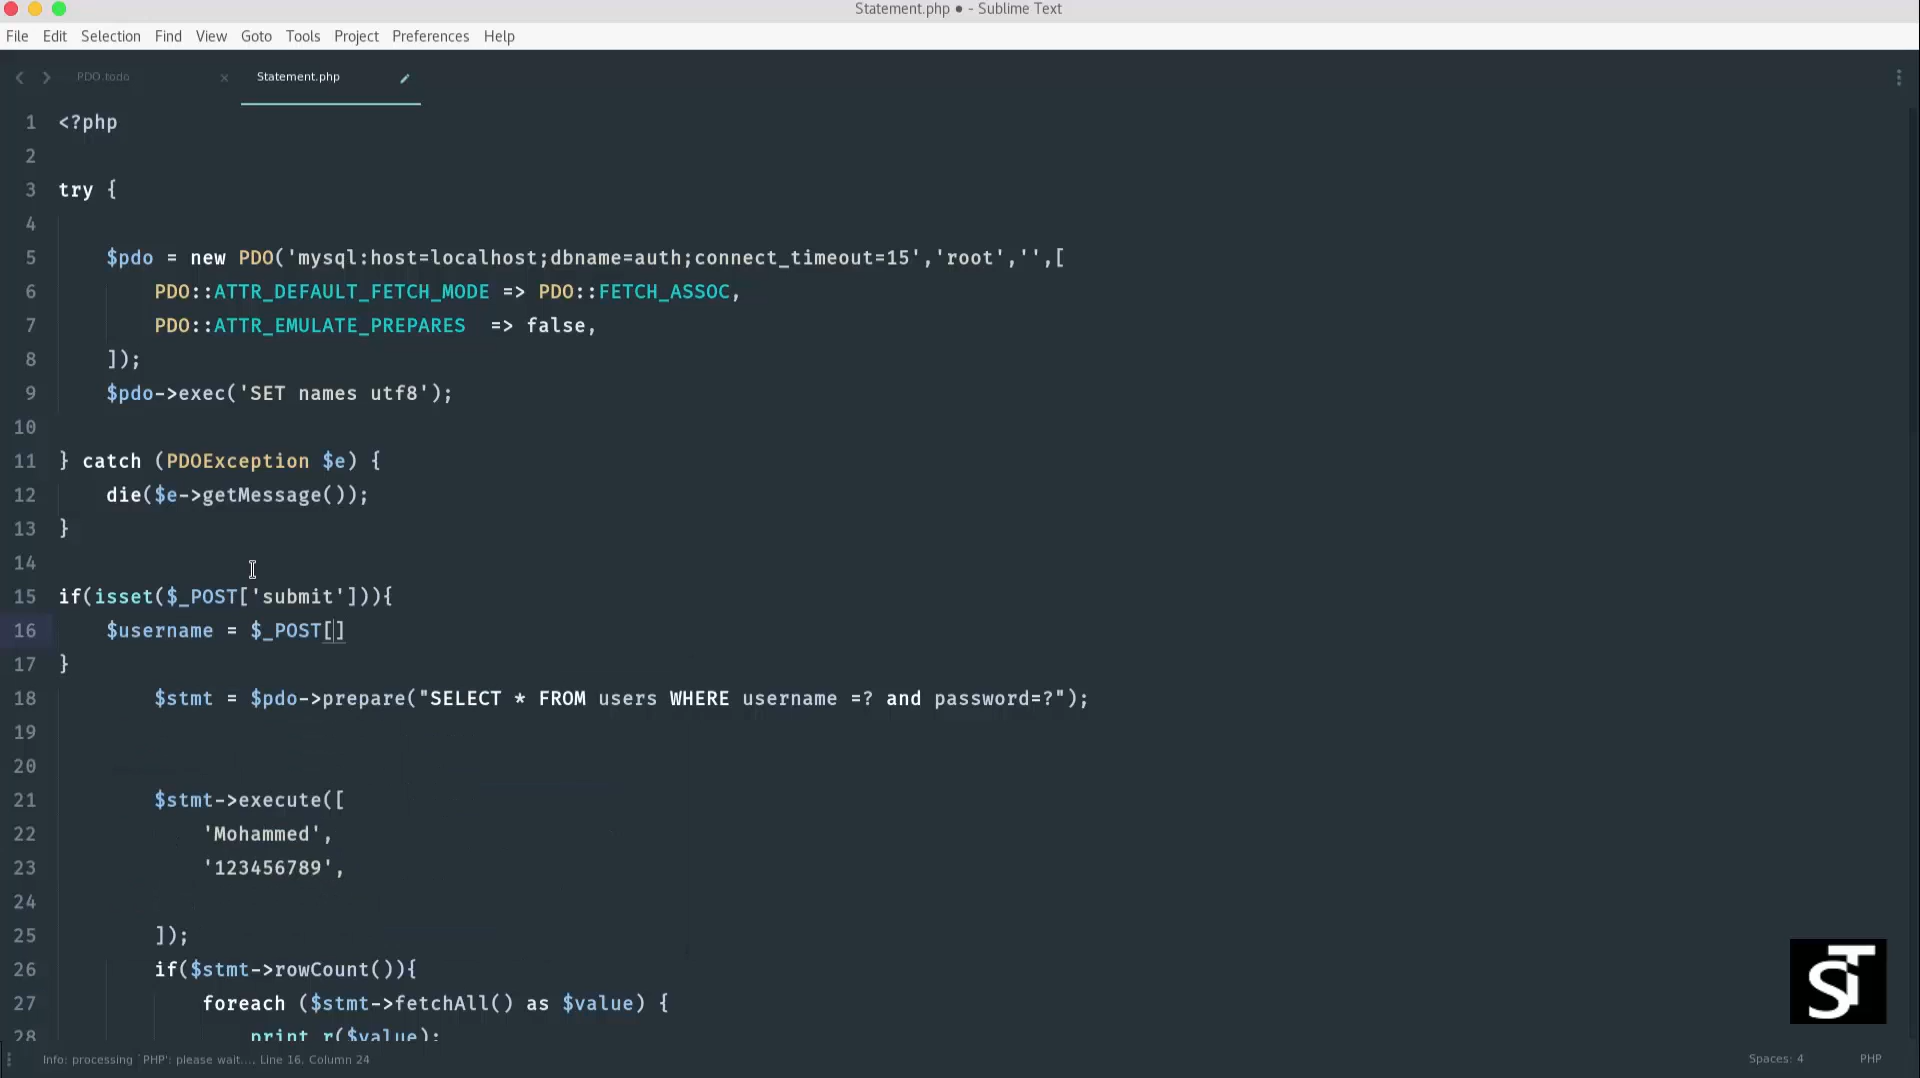 Statement.php ● - Sublime Text
File Edit Selection Find View Goto Tools Project Preferences Help
PDO.todo × Statement.php
1 <?php
2
3 try {
4
5 $pdo = new PDO('mysql:host=localhost;dbname=auth;connect_timeout=15','root','',[
6 PDO::ATTR_DEFAULT_FETCH_MODE => PDO::FETCH_ASSOC,
7 PDO::ATTR_EMULATE_PREPARES  => false,
8 ]);
9 $pdo->exec('SET names utf8');
10
11 } catch (PDOException $e) {
12 die($e->getMessage());
13 }
14
15 if(isset($_POST['submit'])){
16 $username = $_POST[]
17 }
18 $stmt = $pdo->prepare("SELECT * FROM users WHERE username =? and password=?");
19
20
21 $stmt->execute([
22 'Mohammed',
23 '123456789',
24
25 ]);
26 if($stmt->rowCount()){
27 foreach ($stmt->fetchAll() as $value) {
28 print_r($value);
ST
Info: processing `PHP': please wait..., Line 16, Column 24 Spaces: 4 PHP